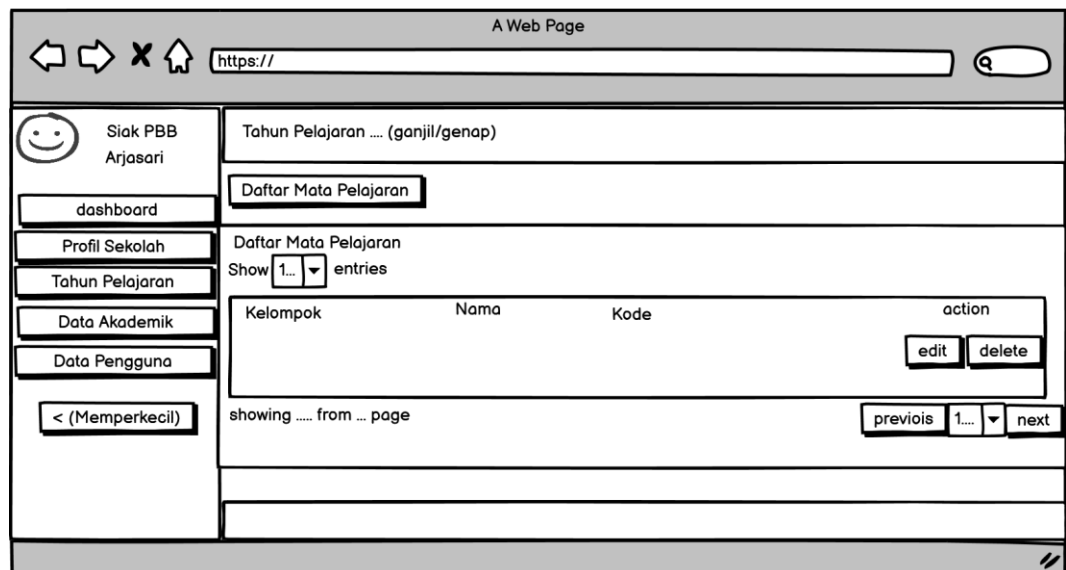 A Web Page
https://
Siak PBB
Arjasari
dashboard
Profil Sekolah
Tahun Pelajaran
Data Akademik
Data Pengguna
< (Memperkecil)
Tahun Pelajaran .... (ganjil/genap)
Daftar Mata Pelajaran
Daftar Mata Pelajaran
Show 1... entries
Kelompok Nama Kode action
edit delete
showing ..... from ... page
previois 1.... next